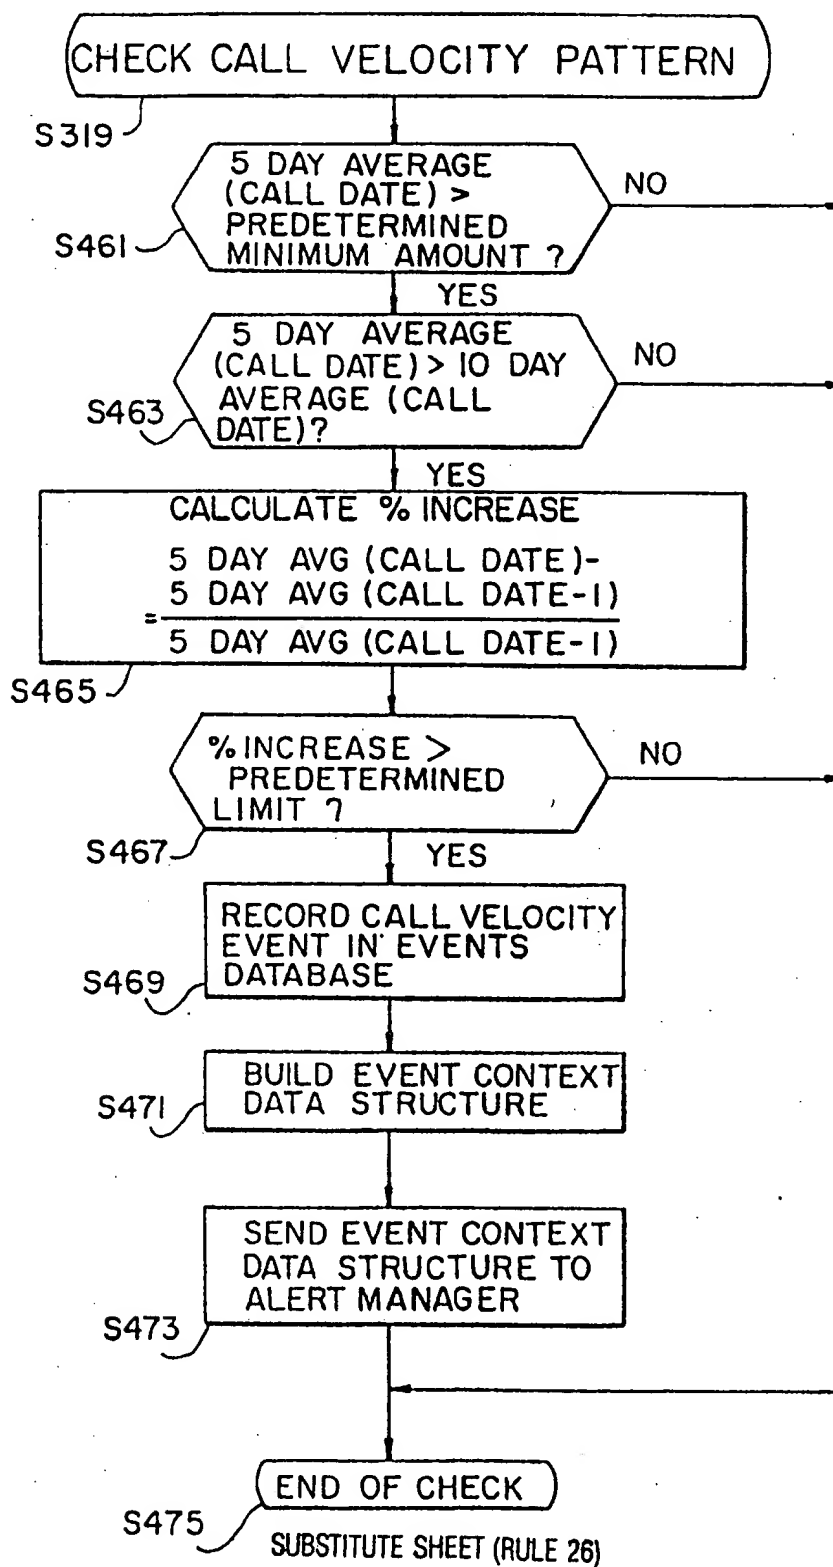 CHECK CALL VELOCITY PATTERN
S319
5 DAY AVERAGE
(CALL DATE) >
PREDETERMINED
MINIMUM AMOUNT ?
NO
S461
YES
5 DAY AVERAGE
(CALL DATE) > 10 DAY
AVERAGE (CALL
DATE)?
NO
S463
YES
CALCULATE % INCREASE
5 DAY AVG (CALL DATE)-
5 DAY AVG (CALL DATE-1)
=
5 DAY AVG (CALL DATE-1)
S465
% INCREASE >
PREDETERMINED
LIMIT ?
NO
S467
YES
RECORD CALL VELOCITY
EVENT IN EVENTS
DATABASE
S469
BUILD EVENT CONTEXT
DATA STRUCTURE
S471
SEND EVENT CONTEXT
DATA STRUCTURE TO
ALERT MANAGER
S473
END OF CHECK
S475
SUBSTITUTE SHEET (RULE 26)